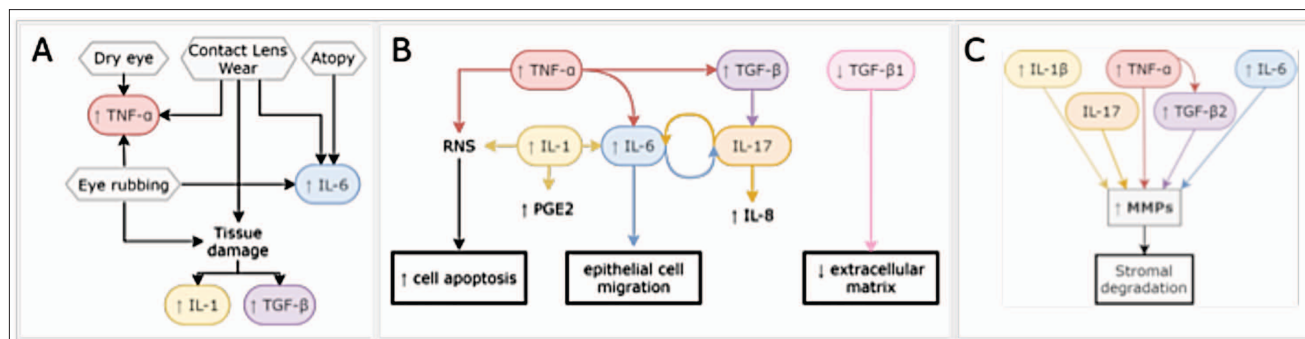 A
Dry eye
Contact Lens
Wear
Atopy
↑ TNF-α
Eye rubbing
↑ IL-6
Tissue
damage
↑ IL-1
↑ TGF-β
B
↑ TNF-α
↑ TGF-β
↓ TGF-β1
RNS
↑ IL-1
↑ IL-6
IL-17
↑ PGE2
↑ IL-8
↑ cell apoptosis
epithelial cell
migration
↓ extracellular
matrix
C
↑ IL-1β
↑ TNF-α
↑ IL-6
IL-17
↑ TGF-β2
↑ MMPs
Stromal
degradation